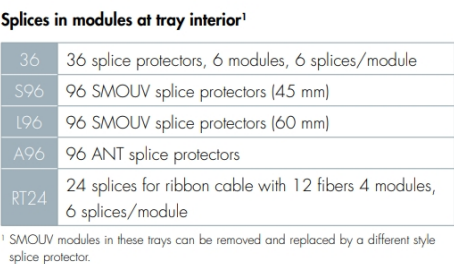 Splices in modules at tray interior¹
36 36 splice protectors, 6 modules, 6 splices/module
S96 96 SMOUV splice protectors (45 mm)
L96 96 SMOUV splice protectors (60 mm)
A96 96 ANT splice protectors
RT24 24 splices for ribbon cable with 12 fibers 4 modules,
6 splices/module
¹ SMOUV modules in these trays can be removed and replaced by a different style
splice protector.